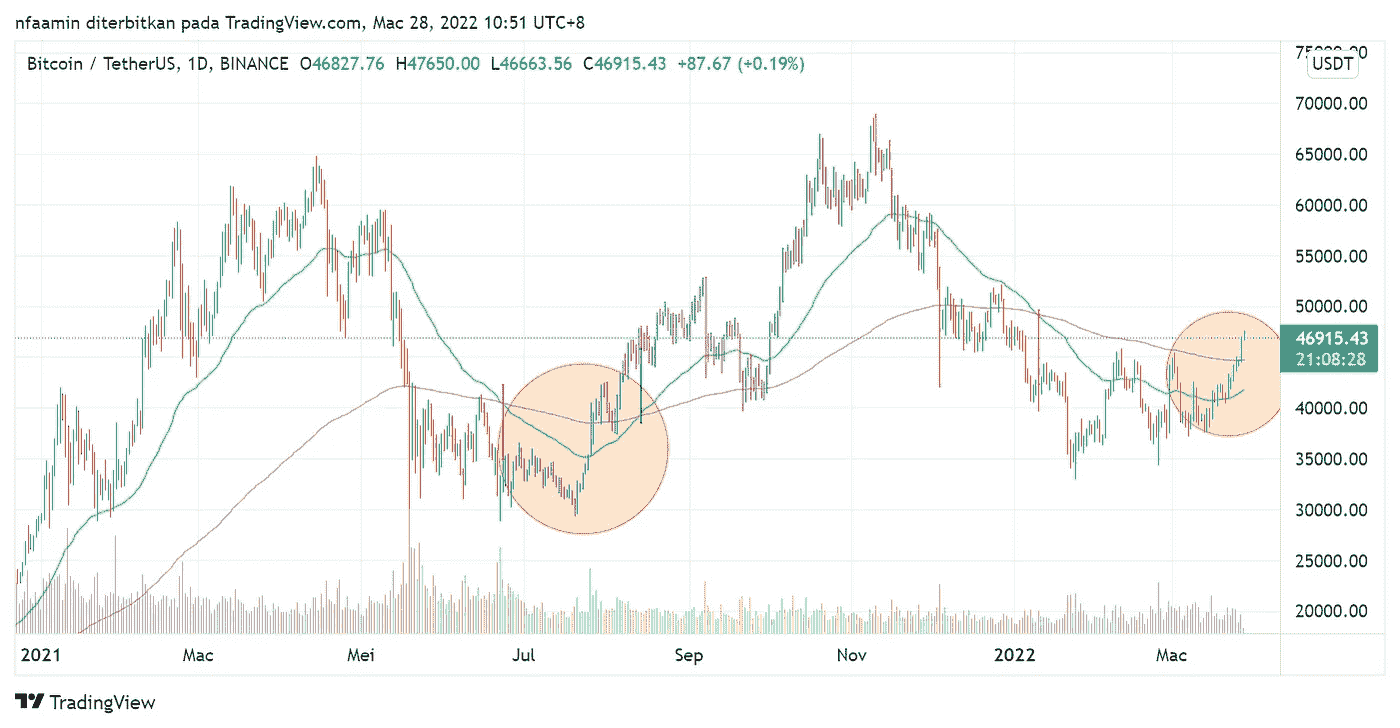 nfaamin diterbitkan pada TradingView.com, Mac 28, 2022 10:51 UTC+8
Bitcoin / TetherUS, 1D, BINANCE O46827.76 H47650.00 L46663.56 C46915.43 +87.67 (+0.19%)
75000.00
USDT
70000.00
65000.00
60000.00
55000.00
50000.00
46915.43
21:08:28
40000.00
35000.00
30000.00
25000.00
20000.00
2021 Mac Mei Jul Sep Nov 2022 Mac
TradingView